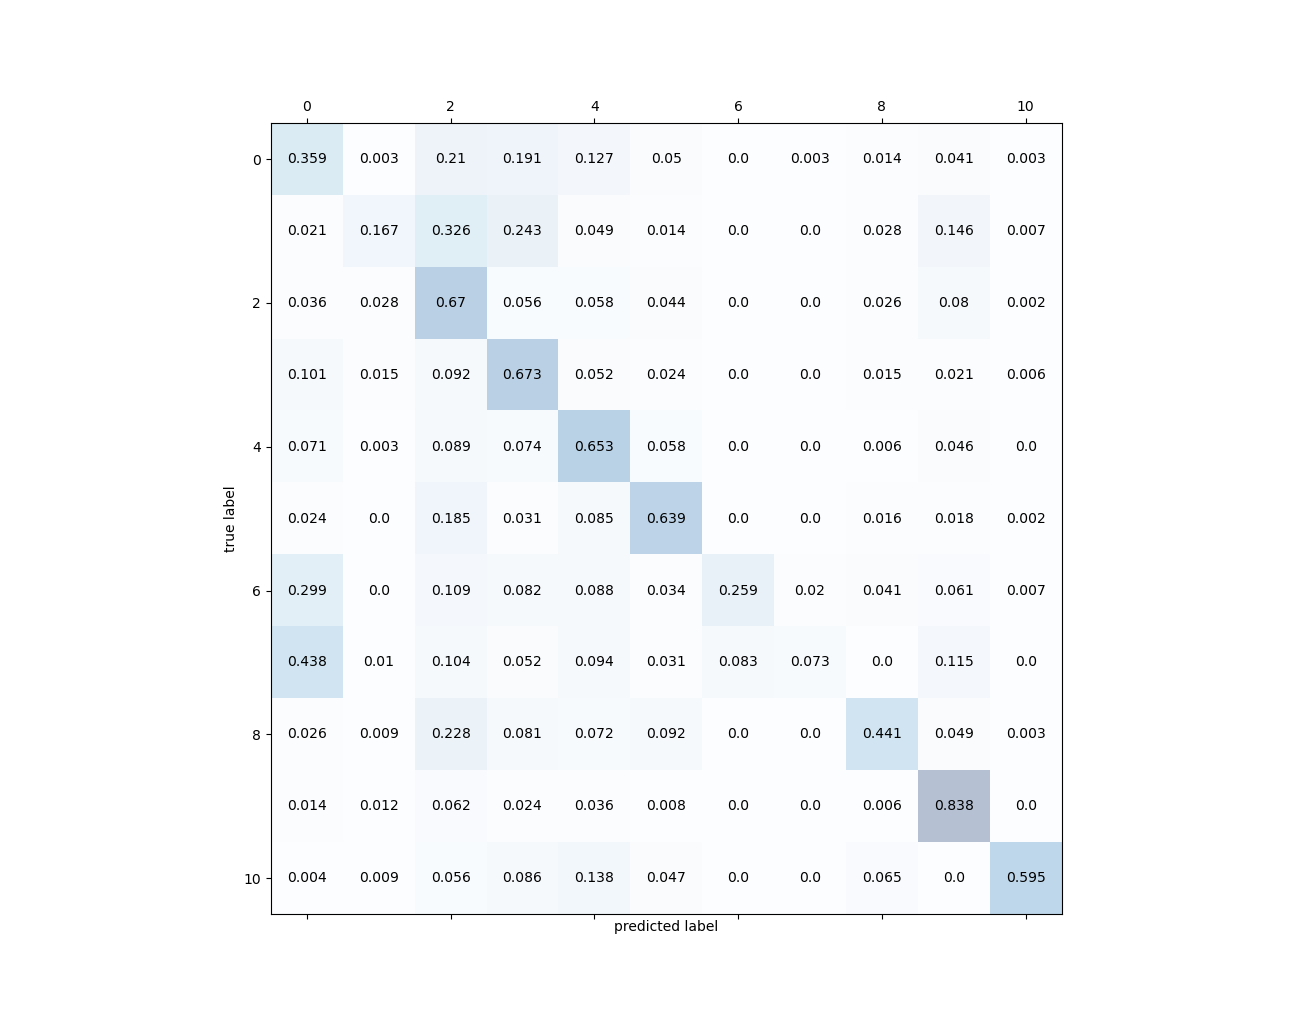 0 2 4 6 8 10
0 0.359 0.003 0.21 0.191 0.127 0.05 0.0 0.003 0.014 0.041 0.003
0.021 0.167 0.326 0.243 0.049 0.014 0.0 0.0 0.028 0.146 0.007
2 0.036 0.028 0.67 0.056 0.058 0.044 0.0 0.0 0.026 0.08 0.002
0.101 0.015 0.092 0.673 0.052 0.024 0.0 0.0 0.015 0.021 0.006
4 0.071 0.003 0.089 0.074 0.653 0.058 0.0 0.0 0.006 0.046 0.0
true label
0.024 0.0 0.185 0.031 0.085 0.639 0.0 0.0 0.016 0.018 0.002
6 0.299 0.0 0.109 0.082 0.088 0.034 0.259 0.02 0.041 0.061 0.007
0.438 0.01 0.104 0.052 0.094 0.031 0.083 0.073 0.0 0.115 0.0
8 0.026 0.009 0.228 0.081 0.072 0.092 0.0 0.0 0.441 0.049 0.003
0.014 0.012 0.062 0.024 0.036 0.008 0.0 0.0 0.006 0.838 0.0
10 0.004 0.009 0.056 0.086 0.138 0.047 0.0 0.0 0.065 0.0 0.595
predicted label